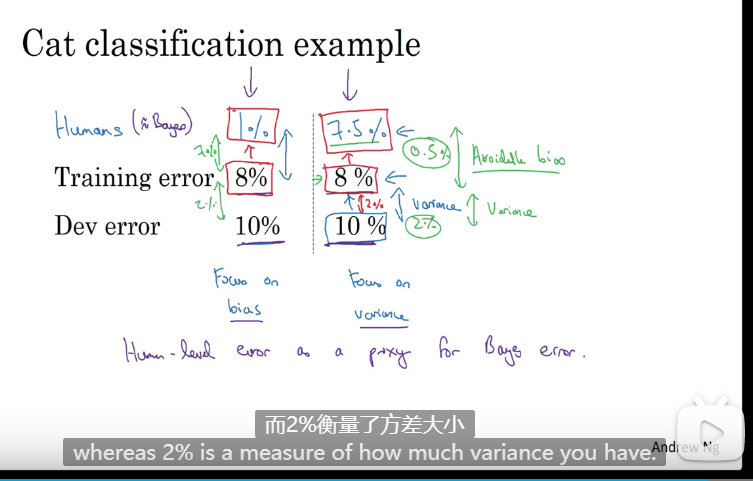 Cat classification example
Humans (≈ Bayes) 1% 7.5% 0.5% Avoidable bias
7%
Training error 8% 8 %
2% 2% Variance Variance
Dev error 10% 10 % 2%
Focus on Focus on
bias variance
Human-level error as a proxy for Bayes error.
而2%衡量了方差大小
whereas 2% is a measure of how much variance you have.
Andrew Ng